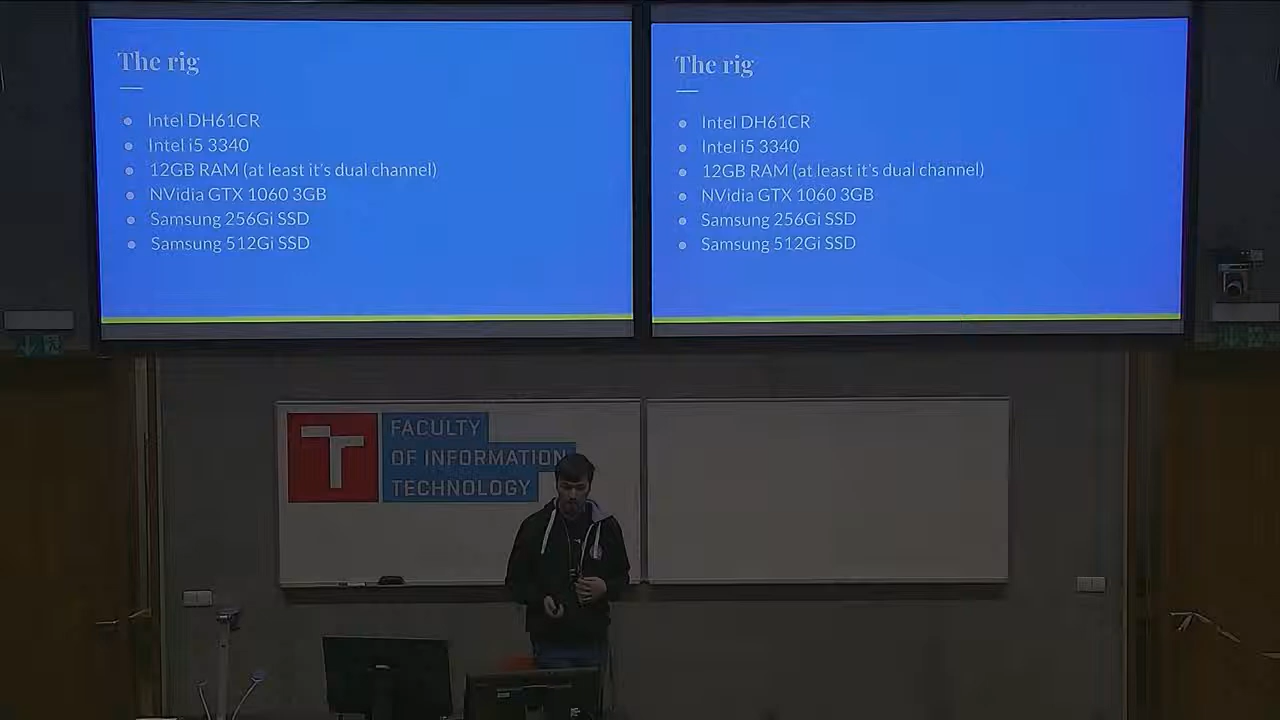 The rig
Intel DH61CR
Intel i5 3340
12GB RAM (at least it's dual channel)
NVidia GTX 1060 3GB
Samsung 256Gi SSD
Samsung 512Gi SSD
The rig
Intel DH61CR
Intel i5 3340
12GB RAM (at least it's dual channel)
NVidia GTX 1060 3GB
Samsung 256Gi SSD
Samsung 512Gi SSD
T
FACULTY
OF INFORMATION
TECHNOLOGY